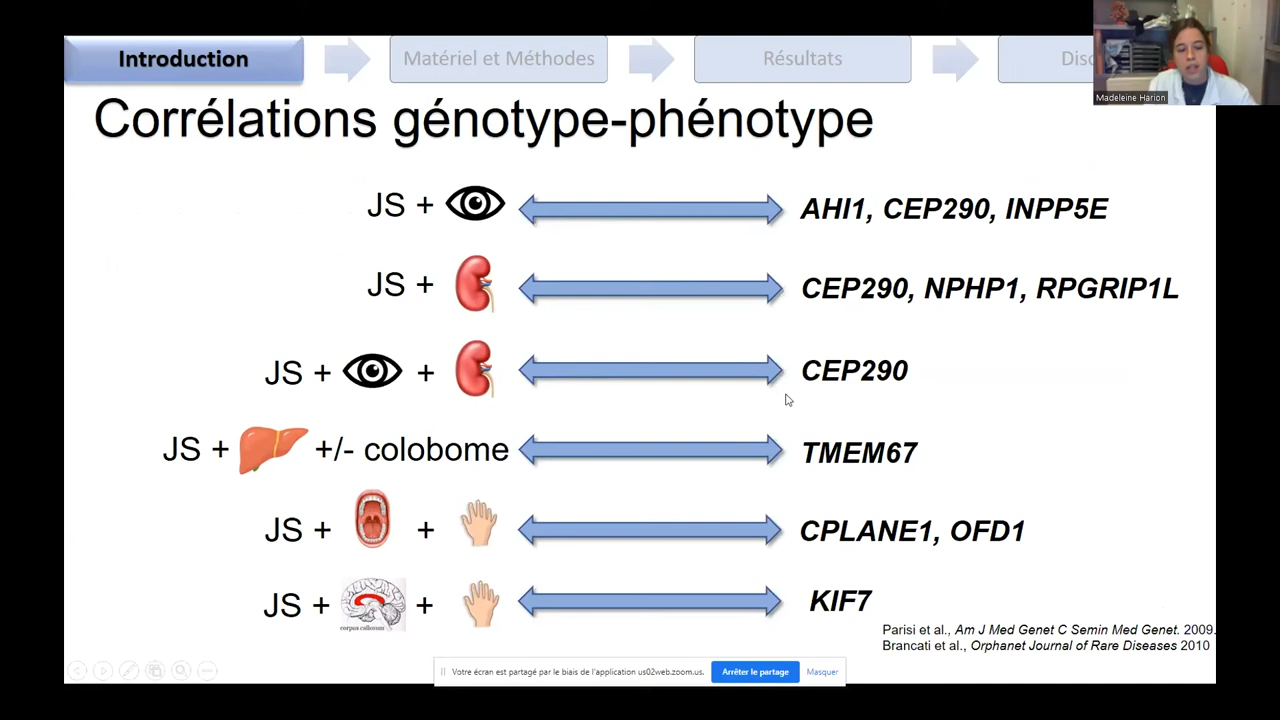 Introduction
Matériel et Méthodes
Résultats
Madeleine Harion
Corrélations génotype-phénotype
JS + AHI1, CEP290, INPP5E
JS + CEP290, NPHP1, RPGRIP1L
JS + + CEP290
JS + +/- colobome TMEM67
JS + + CPLANE1, OFD1
JS + + KIF7
corpus callosum
Parisi et al., Am J Med Genet C Semin Med Genet. 2009.
Brancati et al., Orphanet Journal of Rare Diseases 2010
Votre écran est partagé par le biais de l'application us02web.zoom.us. Arrêter le partage Masquer